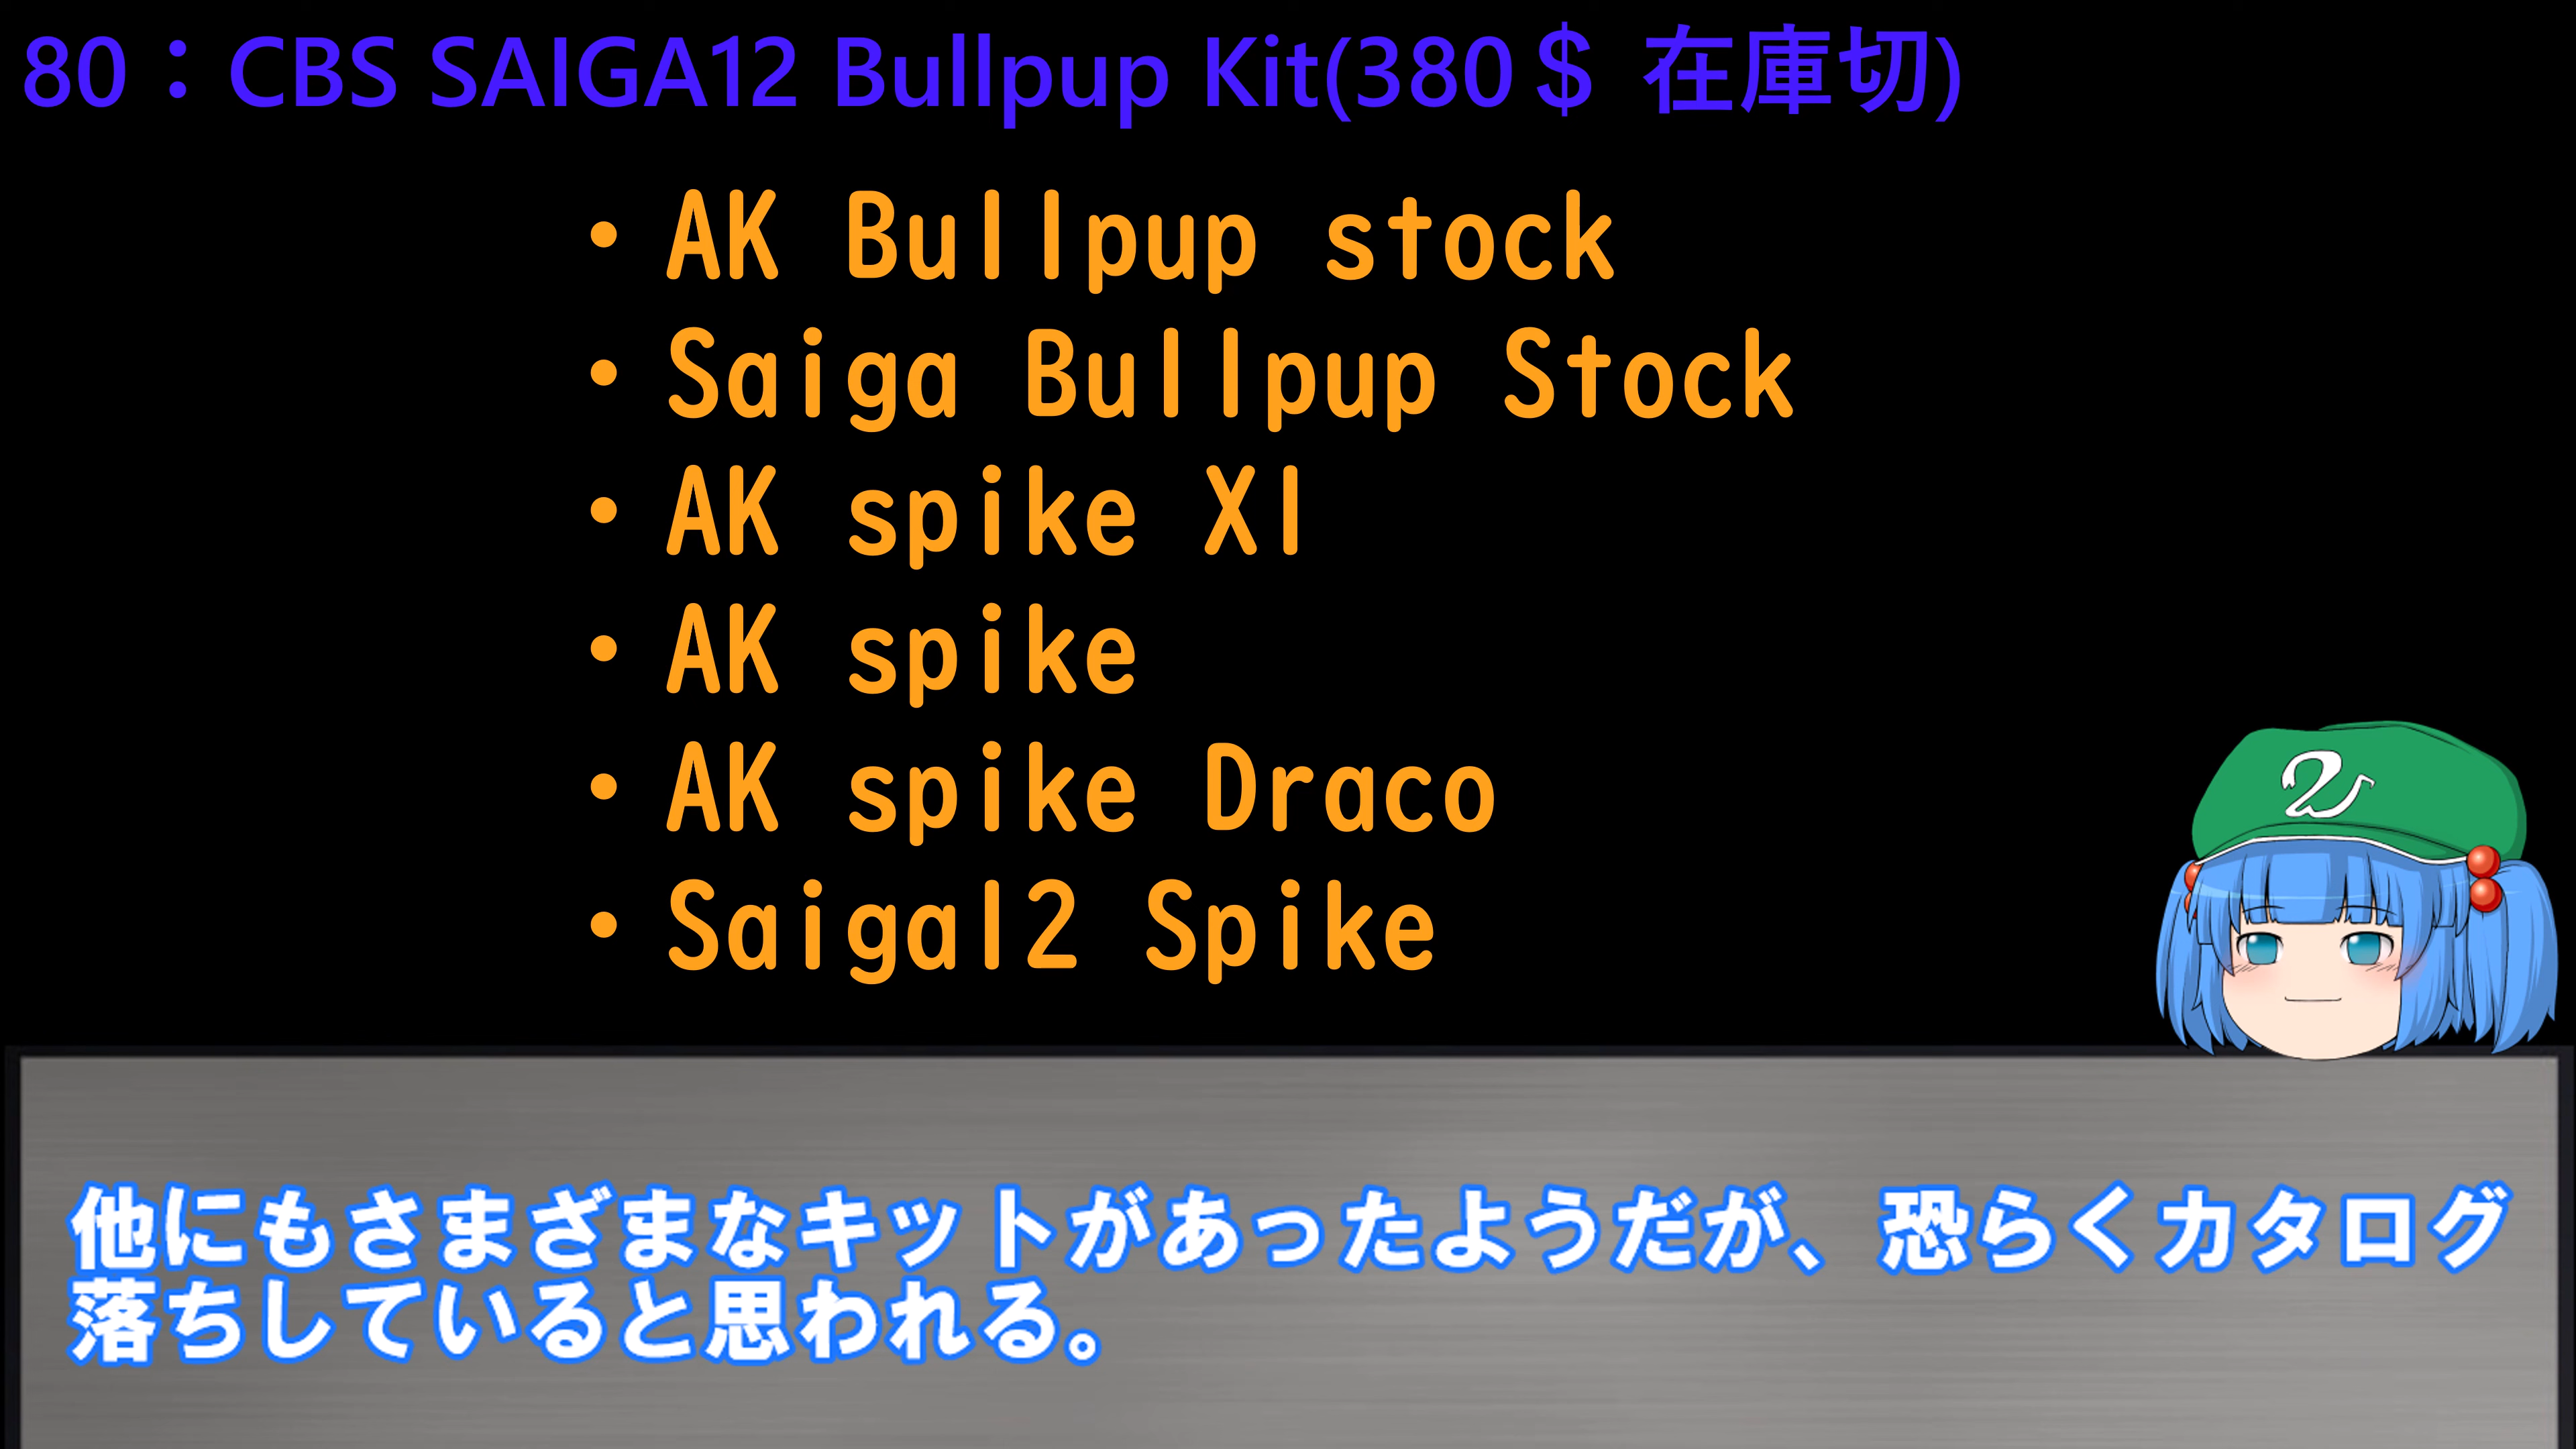 80：CBS SAIGA12 Bullpup Kit(380＄ 在庫切)
・AK Bullpup stock
・Saiga Bullpup Stock
・AK spike X1
・AK spike
・AK spike Draco
・Saiga12 Spike
他にもさまざまなキットがあったようだが、恐らくカタログ
落ちしていると思われる。